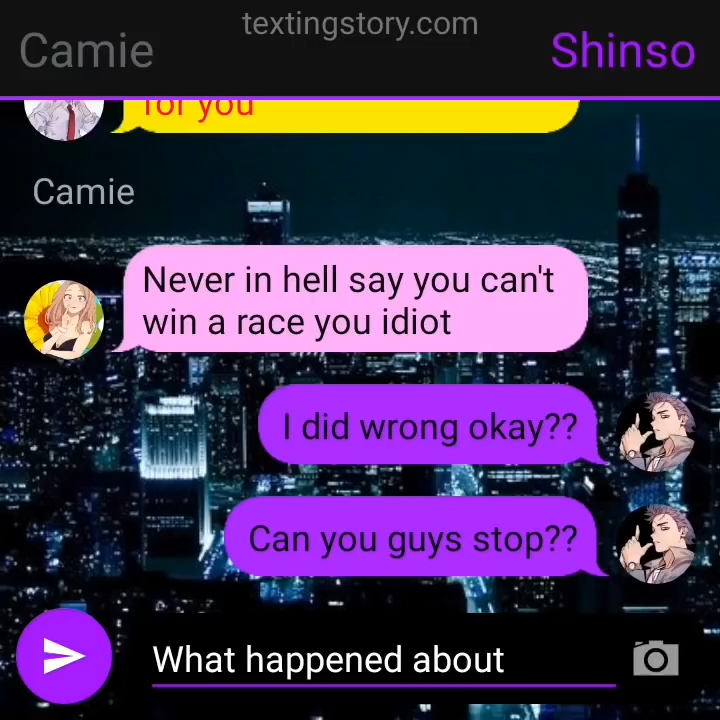 textingstory.com
Camie
Shinso
for you
Camie
Never in hell say you can't
win a race you idiot
I did wrong okay??
Can you guys stop??
What happened about